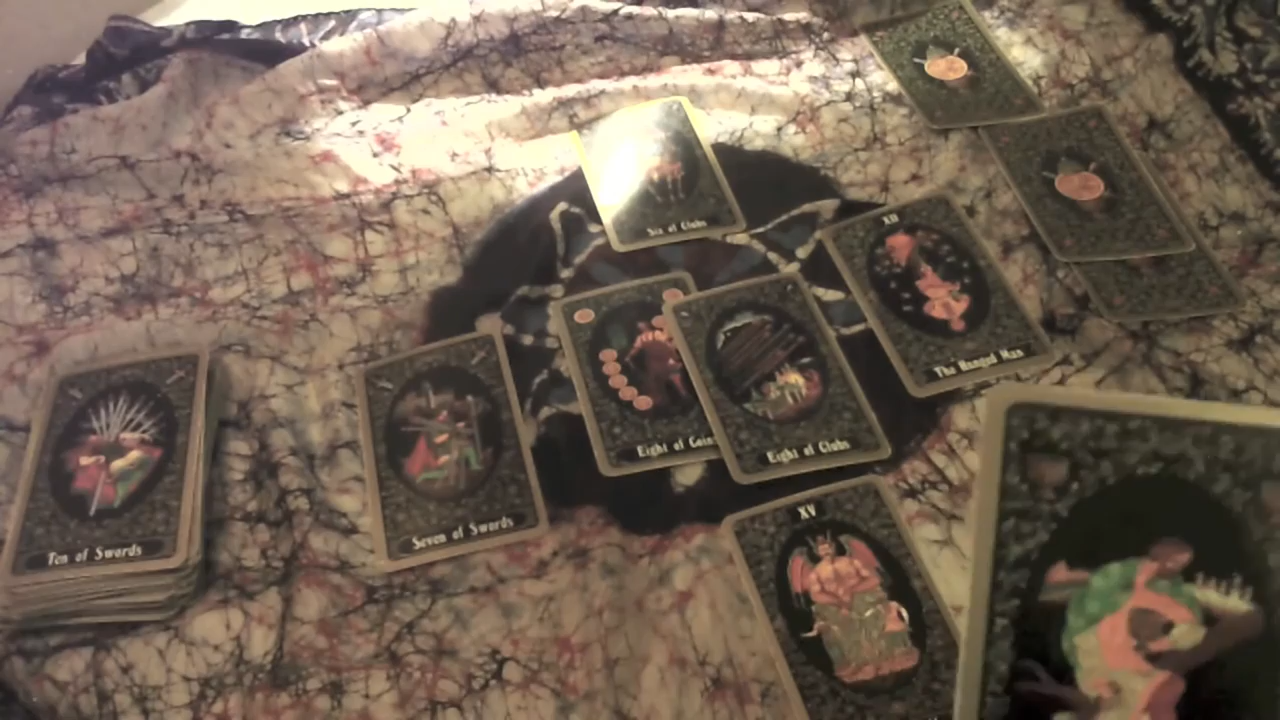 Six of Clubs
XII
The Hanged Man
Eight of Coins
Eight of Clubs
Seven of Swords
Ten of Swords
XV